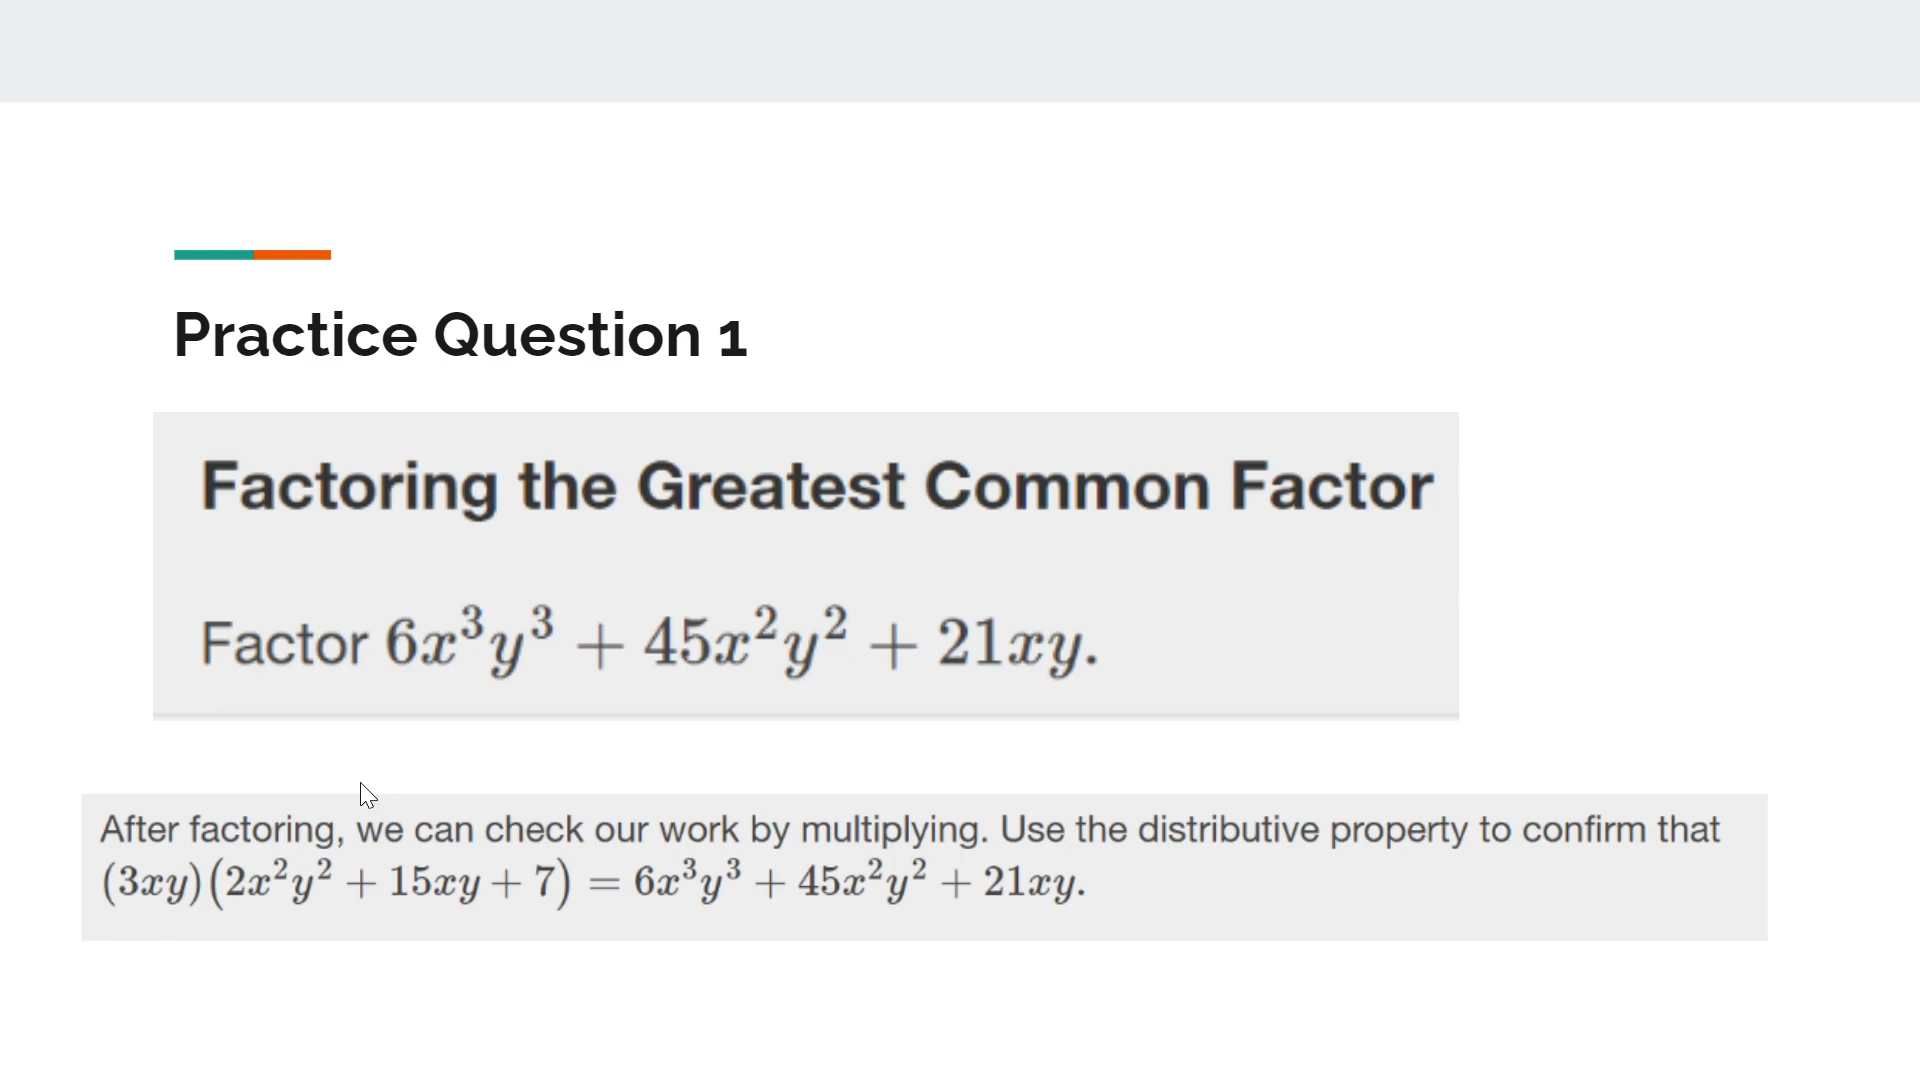 Practice Question 1
Factoring the Greatest Common Factor
Factor 6x³y³ + 45x²y² + 21xy.
After factoring, we can check our work by multiplying. Use the distributive property to confirm that
(3xy)(2x²y² + 15xy + 7) = 6x³y³ + 45x²y² + 21xy.